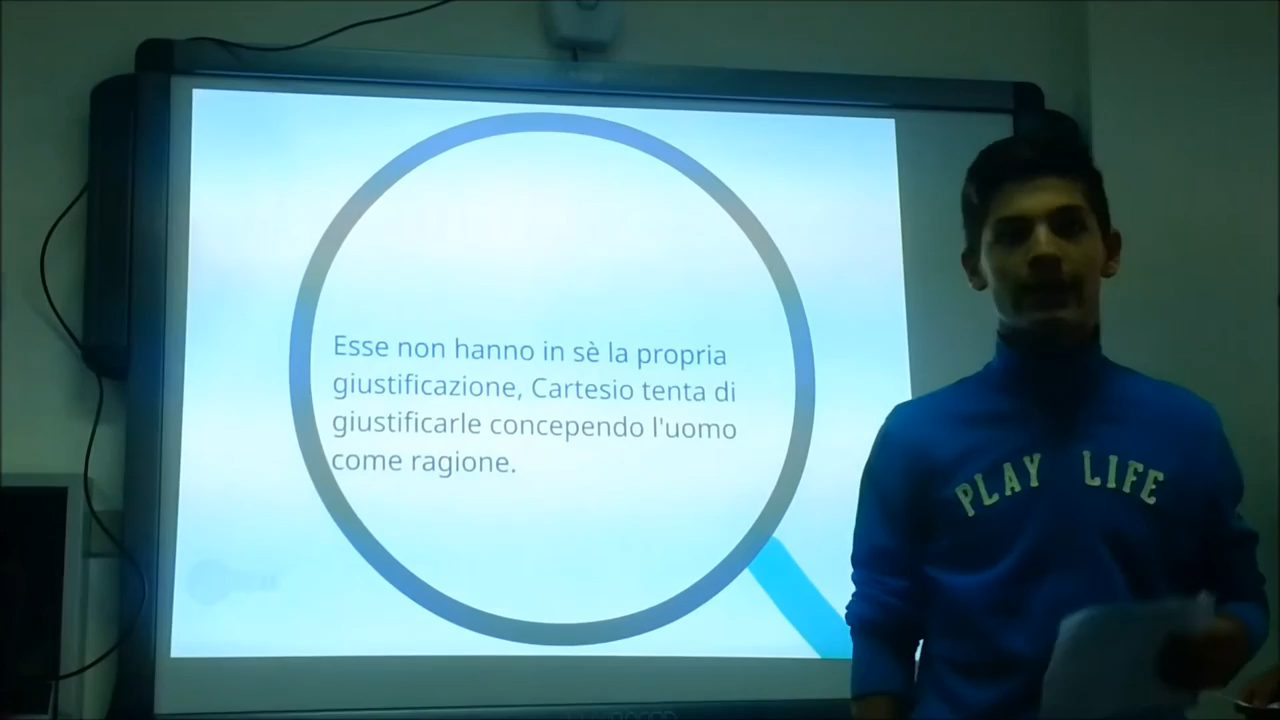 Esse non hanno in sè la propria
giustificazione, Cartesio tenta di
giustificarle concependo l'uomo
come ragione.
PLAY LIFE